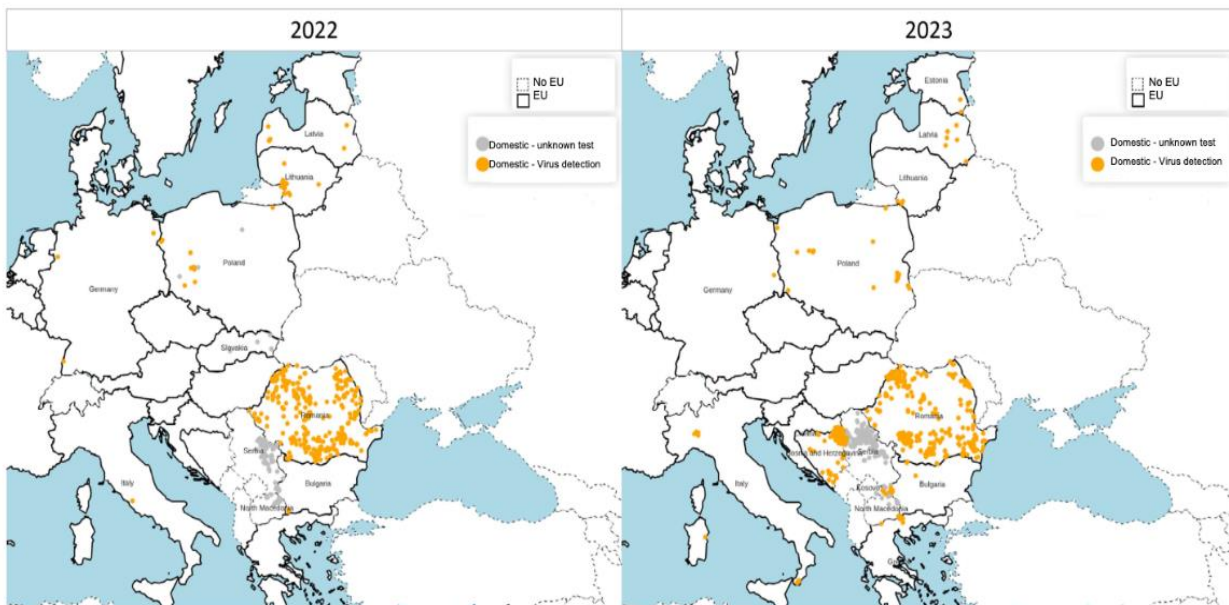 2022
2023
No EU
EU
Domestic - unknown test
Domestic - Virus detection
Latvia
Lithuania
Poland
Germany
Slovakia
Romania
Serbia
Bulgaria
Italy
North Macedonia
No EU
EU
Domestic - unknown test
Domestic - Virus detection
Estonia
Latvia
Lithuania
Poland
Germany
Romania
Bosnia and Herzegovina
Serbia
Kosovo
Bulgaria
Italy
North Macedonia